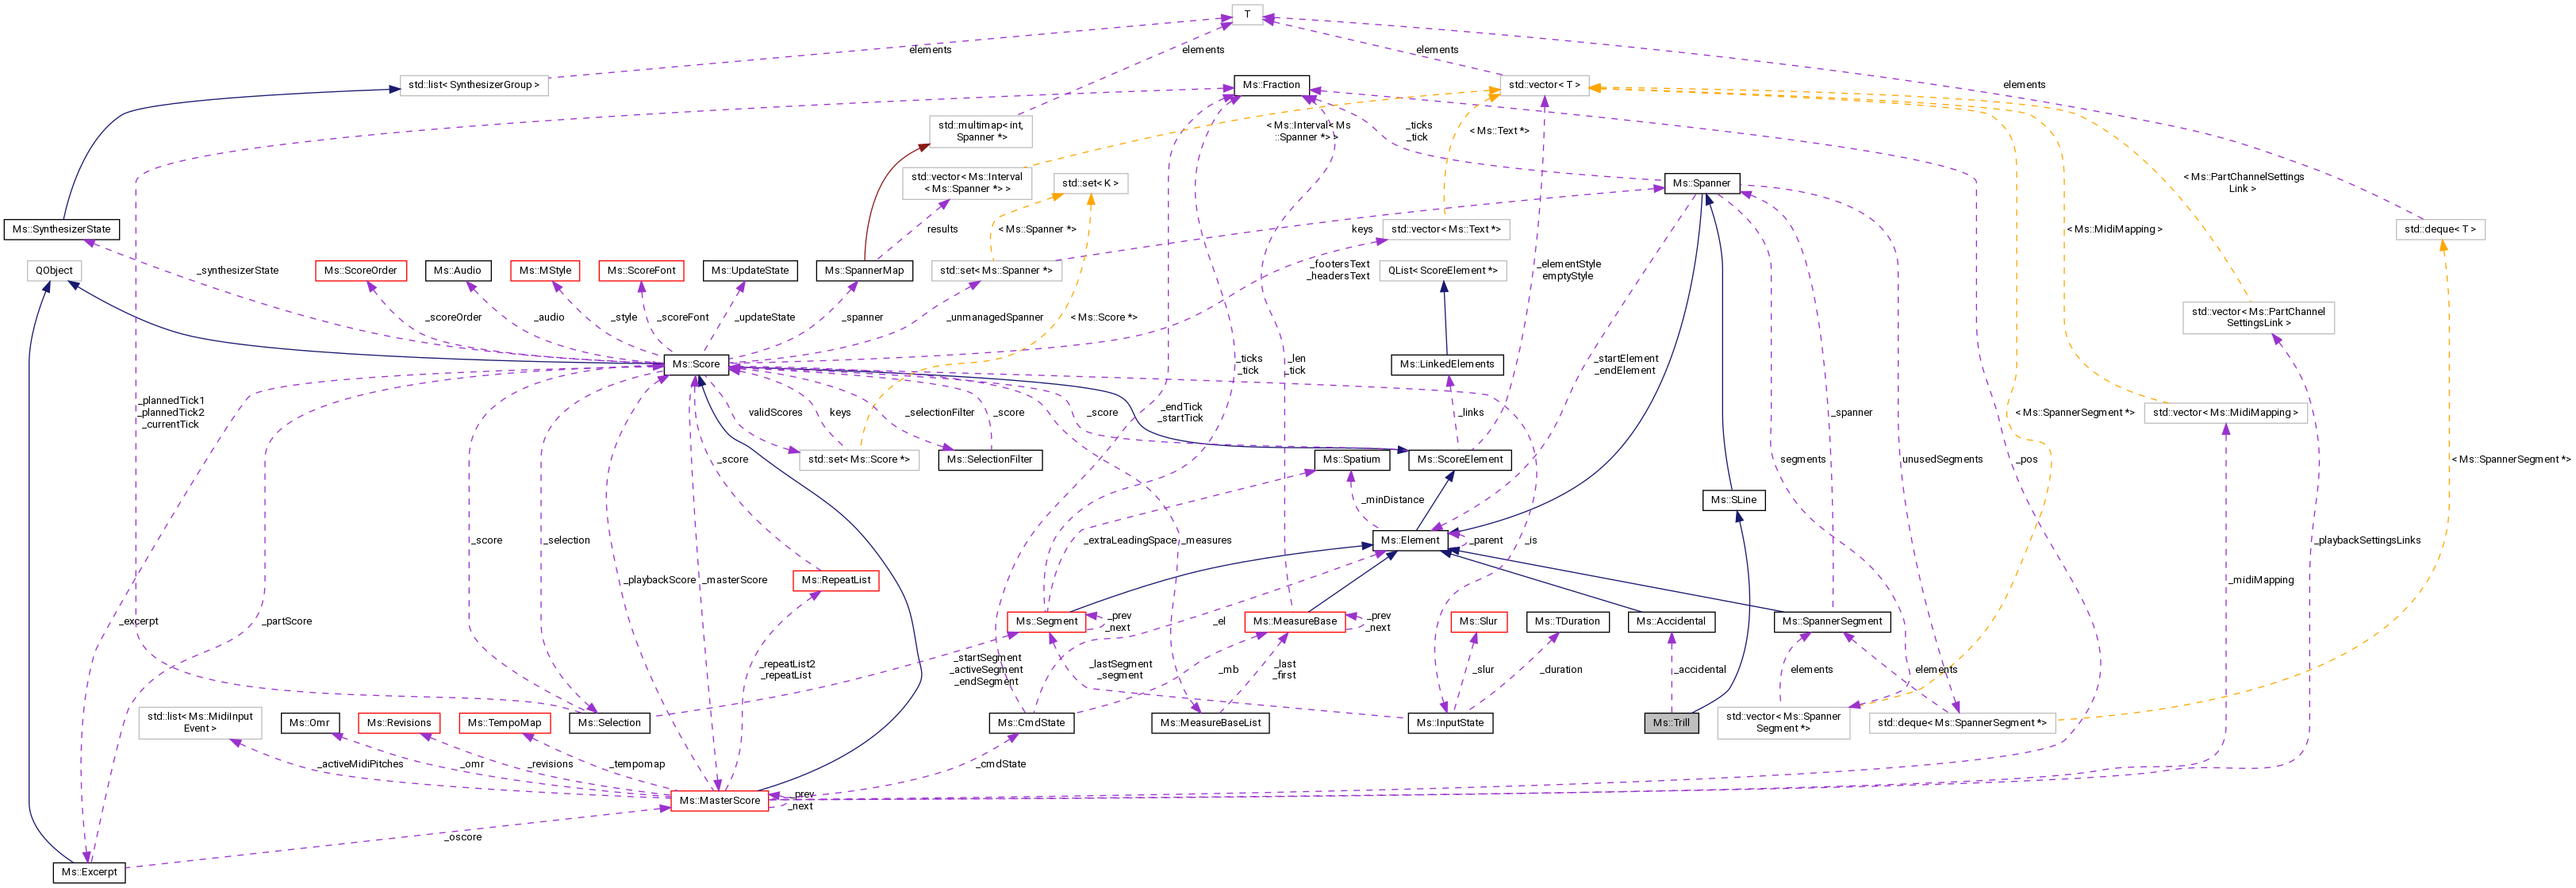 T
elements
elements
elements
elements
std::list< SynthesizerGroup >
Ms::Fraction
std::vector< T >
std::multimap< int,
Spanner *>
< Ms::Interval< Ms
::Spanner *> >
_ticks
_tick
< Ms::Text *>
std::vector< Ms::Interval
< Ms::Spanner *> >
std::set< K >
Ms::Spanner
< Ms::PartChannelSettings
Link >
Ms::SynthesizerState
results
< Ms::Spanner *>
keys
std::vector< Ms::Text *>
< Ms::MidiMapping >
std::deque< T >
QObject
_synthesizerState
Ms::ScoreOrder
Ms::Audio
Ms::MStyle
Ms::ScoreFont
Ms::UpdateState
Ms::SpannerMap
std::set< Ms::Spanner *>
_footersText
_headersText
QList< ScoreElement *>
_elementStyle
emptyStyle
_scoreOrder
_audio
_style
_scoreFont
_updateState
_spanner
_unmanagedSpanner
< Ms::Score *>
std::vector< Ms::PartChannel
SettingsLink >
Ms::Score
_ticks
_tick
_len
_tick
Ms::LinkedElements
_startElement
_endElement
_plannedTick1
_plannedTick2
_currentTick
validScores
keys
_selectionFilter
_score
_score
_endTick
_startTick
_links
_spanner
< Ms::SpannerSegment *>
std::vector< Ms::MidiMapping >
_score
std::set< Ms::Score *>
Ms::SelectionFilter
Ms::Spatium
Ms::ScoreElement
segments
unusedSegments
_pos
< Ms::SpannerSegment *>
_minDistance
Ms::SLine
_score
_selection
_extraLeadingSpace
_measures
Ms::Element
_parent
_is
_playbackSettingsLinks
_playbackScore
_masterScore
Ms::RepeatList
_midiMapping
_excerpt
_partScore
Ms::Segment
_prev
_next
_el
Ms::MeasureBase
_prev
_next
Ms::Slur
Ms::TDuration
Ms::Accidental
Ms::SpannerSegment
_repeatList2
_repeatList
_startSegment
_activeSegment
_endSegment
_lastSegment
_segment
_mb
_last
_first
_slur
_duration
_accidental
elements
elements
std::list< Ms::MidiInput
Event >
Ms::Omr
Ms::Revisions
Ms::TempoMap
Ms::Selection
Ms::CmdState
Ms::MeasureBaseList
Ms::InputState
Ms::Trill
std::vector< Ms::Spanner
Segment *>
std::deque< Ms::SpannerSegment *>
_activeMidiPitches
_omr
_revisions
_tempomap
_cmdState
Ms::MasterScore
_prev
_next
_oscore
Ms::Excerpt